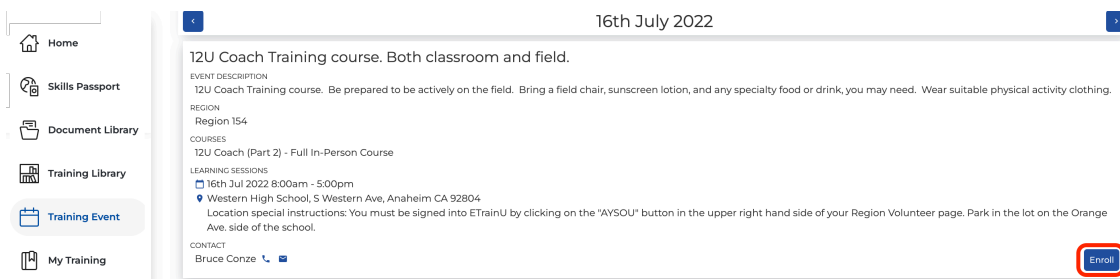 16th July 2022
Home
Skills Passport
Document Library
Training Library
Training Event
My Training
12U Coach Training course. Both classroom and field.
EVENT DESCRIPTION
12U Coach Training course. Be prepared to be actively on the field. Bring a field chair, sunscreen lotion, and any specialty food or drink, you may need. Wear suitable physical activity clothing.
REGION
Region 154
COURSES
12U Coach (Part 2) - Full In-Person Course
LEARNING SESSIONS
16th Jul 2022 8:00am - 5:00pm
Western High School, S Western Ave, Anaheim CA 92804
Location special instructions: You must be signed into ETrainU by clicking on the "AYSOU" button in the upper right hand side of your Region Volunteer page. Park in the lot on the Orange
Ave. side of the school.
CONTACT
Bruce Conze
Enroll